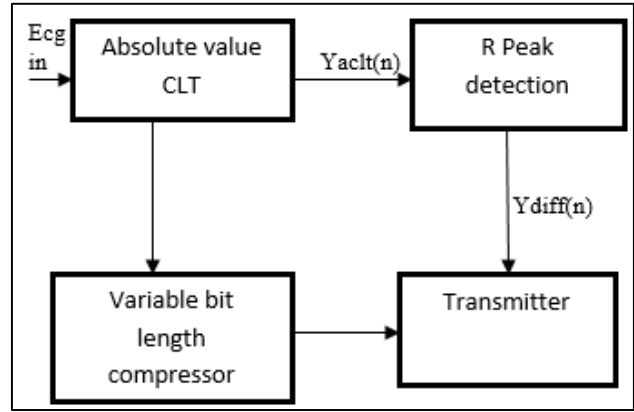 Ecg
in
Absolute value
CLT
Yaclt(n)
R Peak
detection
Ydiff(n)
Variable bit
length
compressor
Transmitter